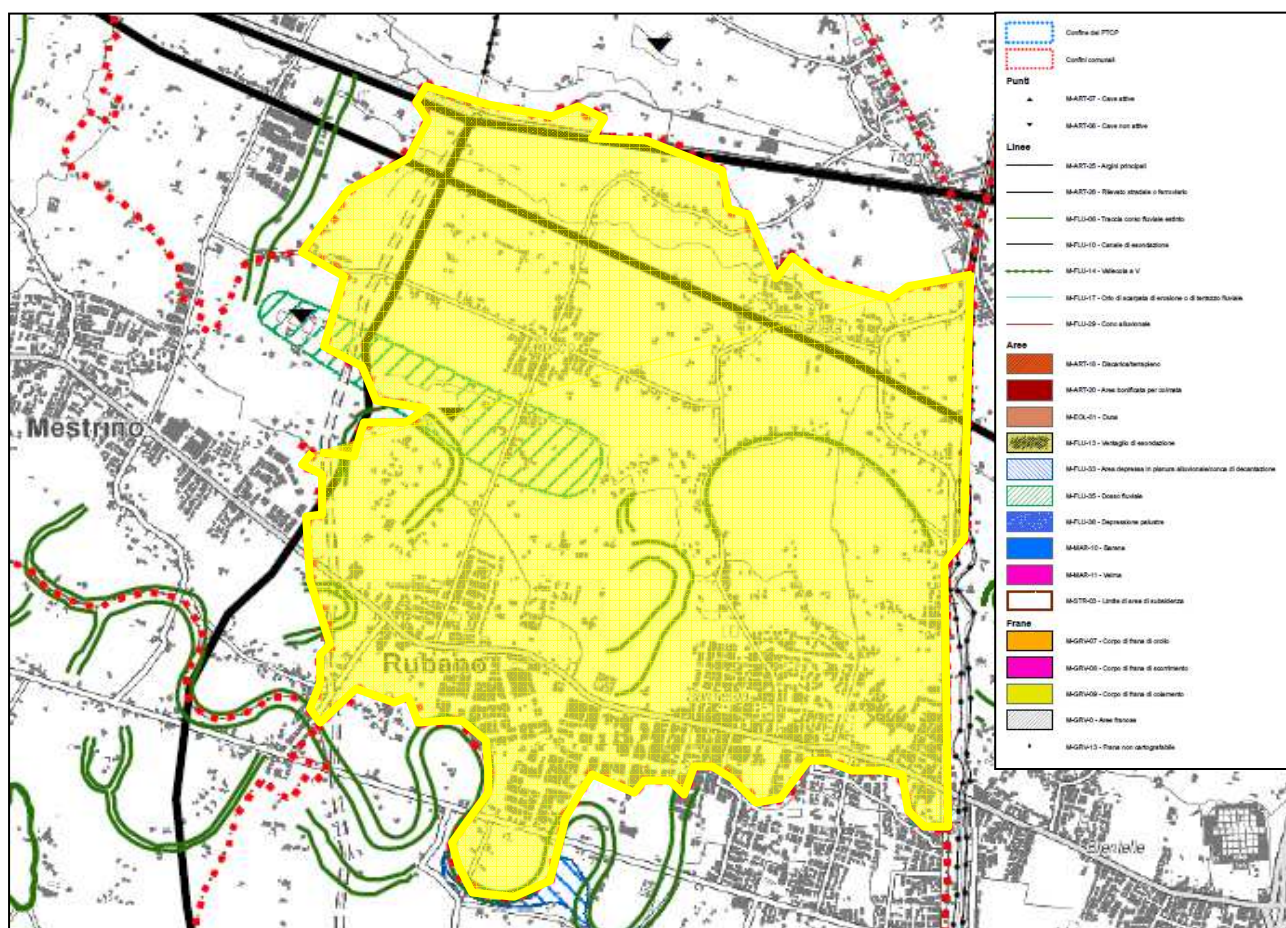 Confine del PTCP
Confini comunali
Punti
M-ART-07 - Cave attive
M-ART-08 - Cave non attive
Linee
M-ART-25 - Argini principali
M-ART-26 - Rilevato stradale o ferroviario
M-FLU-06 - Traccia corso fluviale estinto
M-FLU-10 - Canale di esondazione
M-FLU-14 - Vallecola a V
M-FLU-17 - Orlo di scarpata di erosione o di terrazzo fluviale
M-FLU-29 - Cono alluvionale
Aree
M-ART-18 - Discarica/terrapieno
M-ART-20 - Area bonificata per colmata
M-EOL-01 - Dune
M-FLU-13 - Ventaglio di esondazione
M-FLU-33 - Area depressa in pianura alluvionale/conca di decantazione
M-FLU-35 - Dosso fluviale
M-FLU-38 - Depressione palustre
M-MAR-10 - Barena
M-MAR-11 - Velma
M-STR-03 - Limite di area di subsidenza
Frane
M-GRV-07 - Corpo di frana di crollo
M-GRV-08 - Corpo di frana di scorrimento
M-GRV-09 - Corpo di frana di colamento
M-GRV-0 - Aree franose
M-GRV-13 - Frana non cartografabile
Mestrino
Rubano
Brentelle